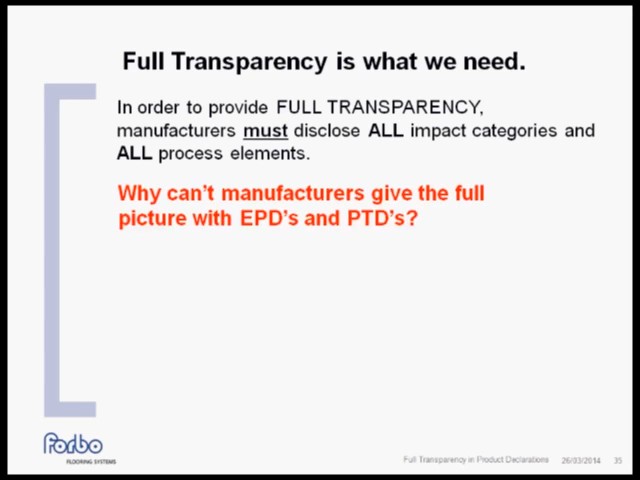 Full Transparency is what we need.
In order to provide FULL TRANSPARENCY,
manufacturers must disclose ALL impact categories and
ALL process elements.
Why can't manufacturers give the full
picture with EPD's and PTD's?
Forbo
FLOORING SYSTEMS
Full Transparency in Product Declarations 26/03/2014 35